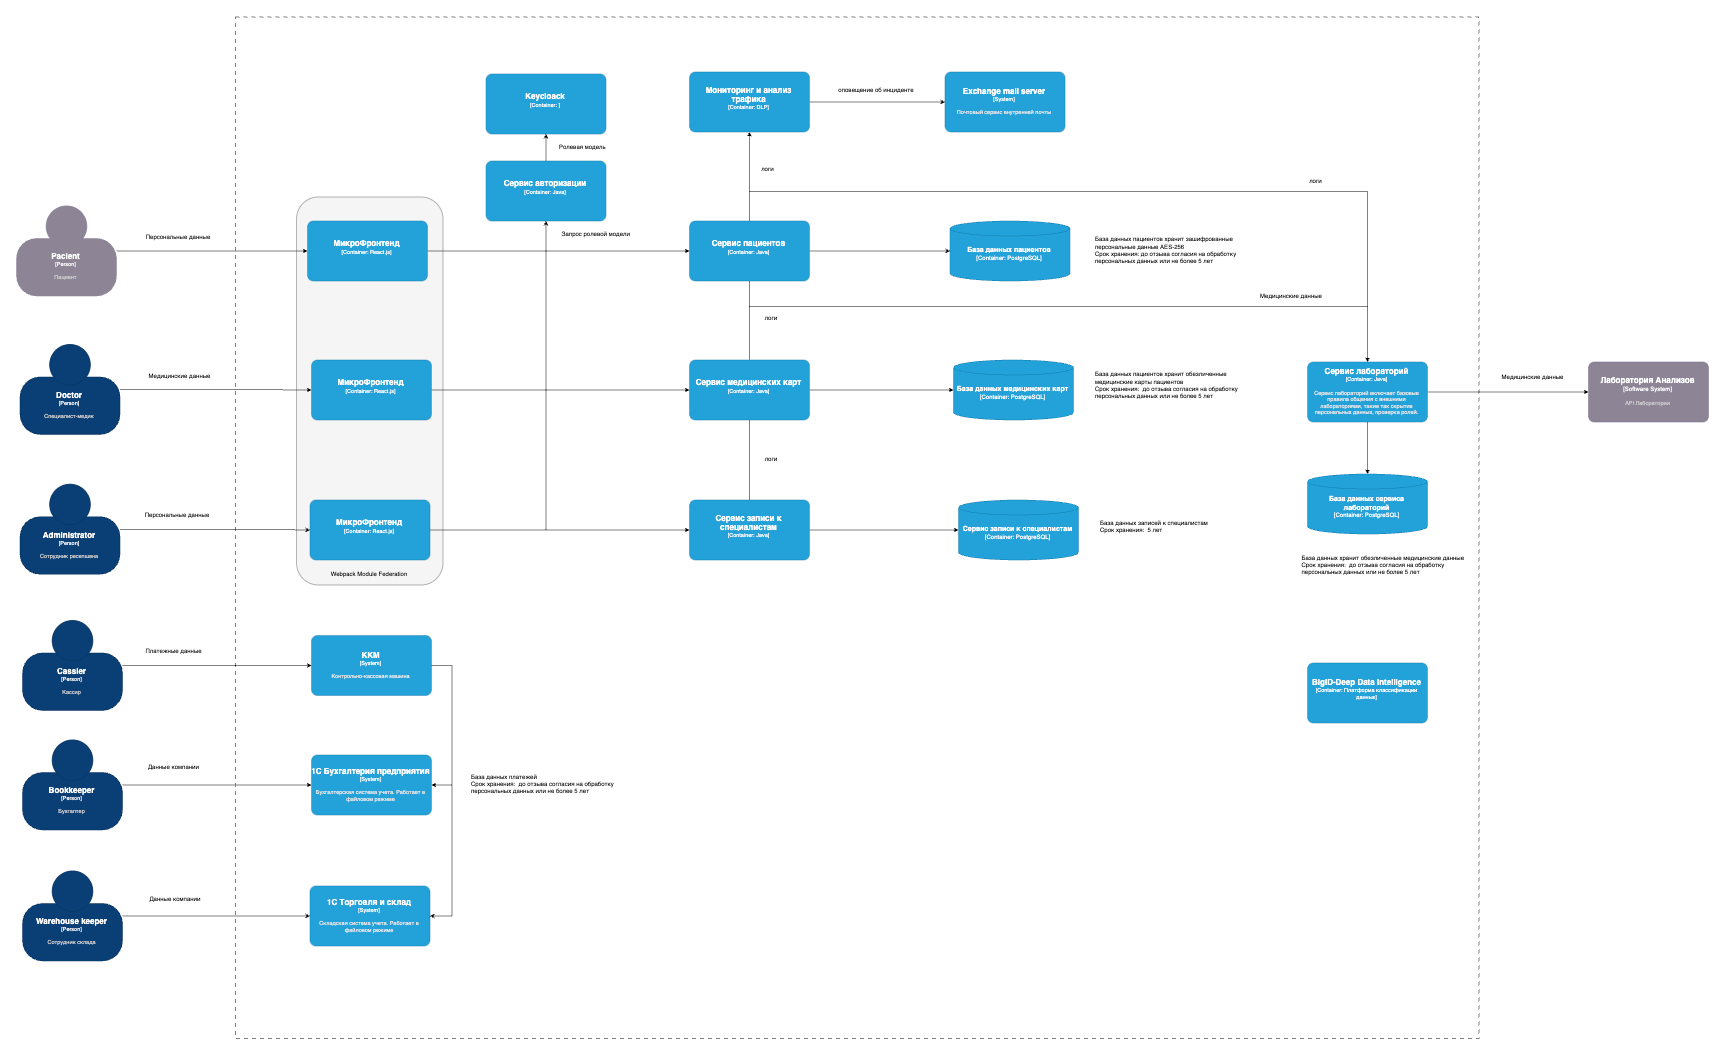 Keycloack
[Container: ]
Мониторинг и анализ
трафика
[Container: DLP]
оповещение об инциденте
Exchange mail server
[System]
Почтовый сервис внутренней почты
Ролевая модель
Сервис авторизации
[Container: Java]
логи
логи
Запрос ролевой модели
Pacient
[Person]
Пациент
Персональные данные
МикроФронтенд
[Container: React.js]
Сервис пациентов
[Container: Java]
База данных пациентов
[Container: PostgreSQL]
База данных пациентов хранит зашифрованные
персональные данные AES-256
Срок хранения: до отзыва согласия на обработку
персональных данных или не более 5 лет
Медицинские данные
логи
Doctor
[Person]
Специалист-медик
Медицинские данные
МикроФронтенд
[Container: React.js]
Сервис медицинских карт
[Container: Java]
База данных медицинских карт
[Container: PostgreSQL]
База данных пациентов хранит обезличенные
медицинские карты пациентов
Срок хранения:  до отзыва согласия на обработку
персональных данных или не более 5 лет
Сервис лабораторий
[Container: Java]
Сервис лабораторий включает базовые
правила общения с внешними
лабораториями, такие так скрытие
персональных данных, проверка ролей.
Медицинские данные
Лаборатория Анализов
[Software System]
API Лаборатории
логи
Administrator
[Person]
Сотрудник ресепшена
Персональные данные
МикроФронтенд
[Container: React.js]
Webpack Module Federation
Сервис записи к
специалистам
[Container: Java]
Сервис записи к специалистам
[Container: PostgreSQL]
База данных записей к специалистам
Срок хранения:  5 лет
База данных сервиса
лабораторий
[Container: PostgreSQL]
База данных хранит обезличенные медицинские данные
Срок хранения:  до отзыва согласия на обработку
персональных данных или не более 5 лет
Cassier
[Person]
Кассир
Платежные данные
ККМ
[System]
Контрольно-кассовая машина
BigID-Deep Data Intelligence
[Container: Платформа классификации
данных]
Bookkeeper
[Person]
Бухгалтер
Данные компании
1С Бухгалтерия предприятия
[System]
Бухгалтерская система учета. Работает в
файловом режиме
База данных платежей
Срок хранения:  до отзыва согласия на обработку
персональных данных или не более 5 лет
Warehouse keeper
[Person]
Сотрудник склада
Данные компании
1С Торговля и склад
[System]
Складская система учета. Работает в
файловом режиме